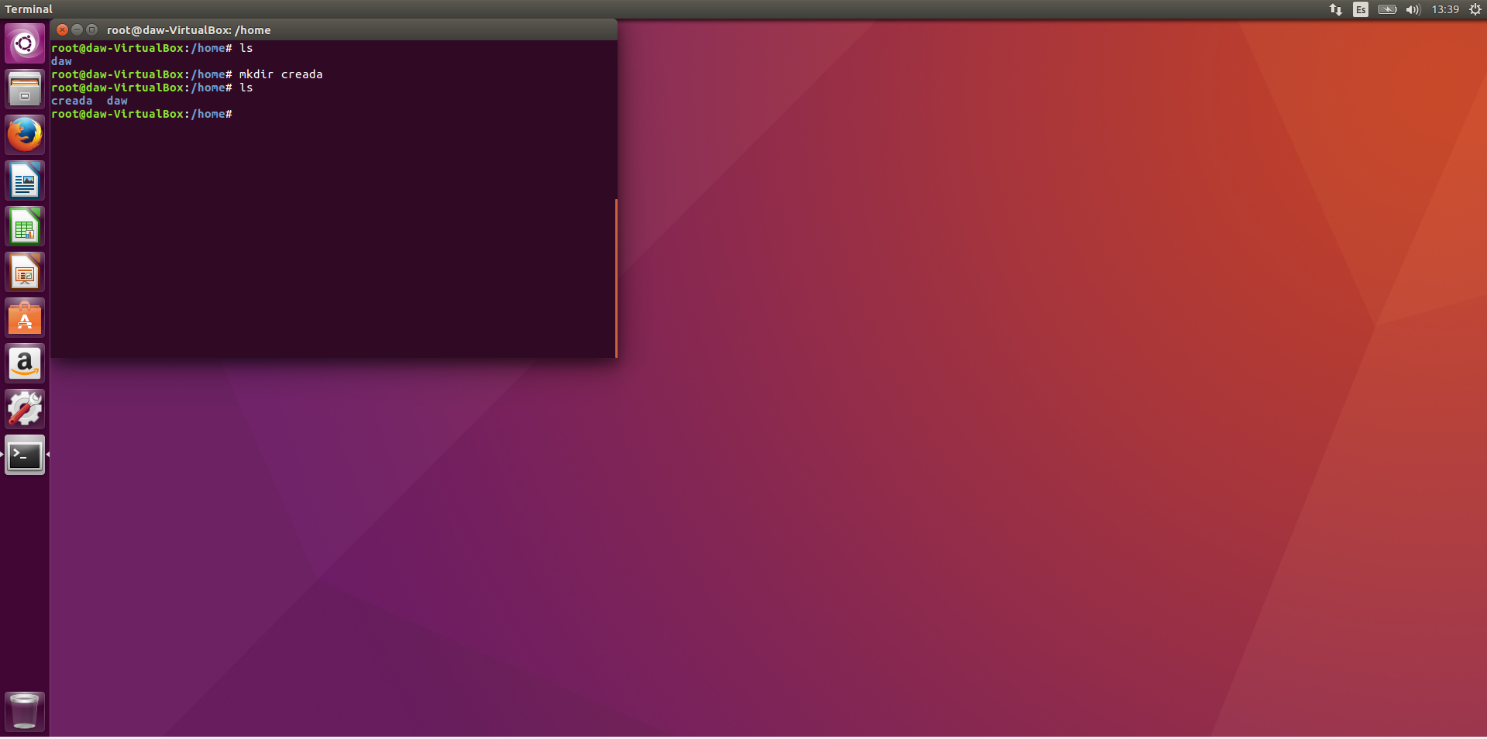 Terminal
Es
13:39
root@daw-VirtualBox: /home
root@daw-VirtualBox:/home# ls
daw
root@daw-VirtualBox:/home# mkdir creada
root@daw-VirtualBox:/home# ls
creada  daw
root@daw-VirtualBox:/home#